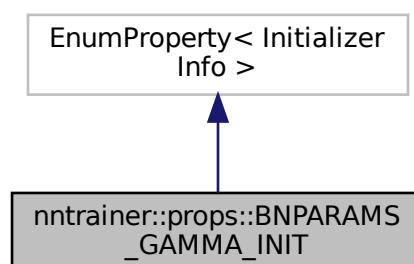 EnumProperty< Initializer
Info >
nntrainer::props::BNPARAMS
_GAMMA_INIT